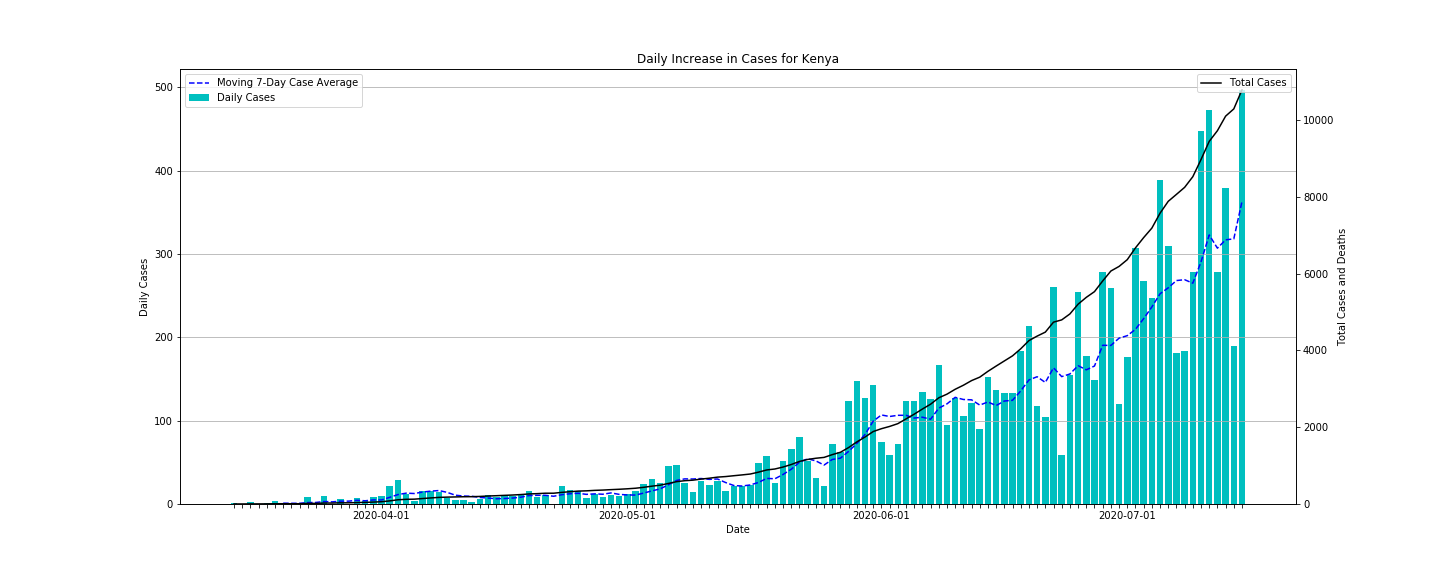 Daily Increase in Cases for Kenya
Moving 7-Day Case Average
Daily Cases
Total Cases
500
400
300
200
100
0
Daily Cases
10000
8000
6000
4000
2000
0
Total Cases and Deaths
2020-04-01
2020-05-01
2020-06-01
2020-07-01
Date